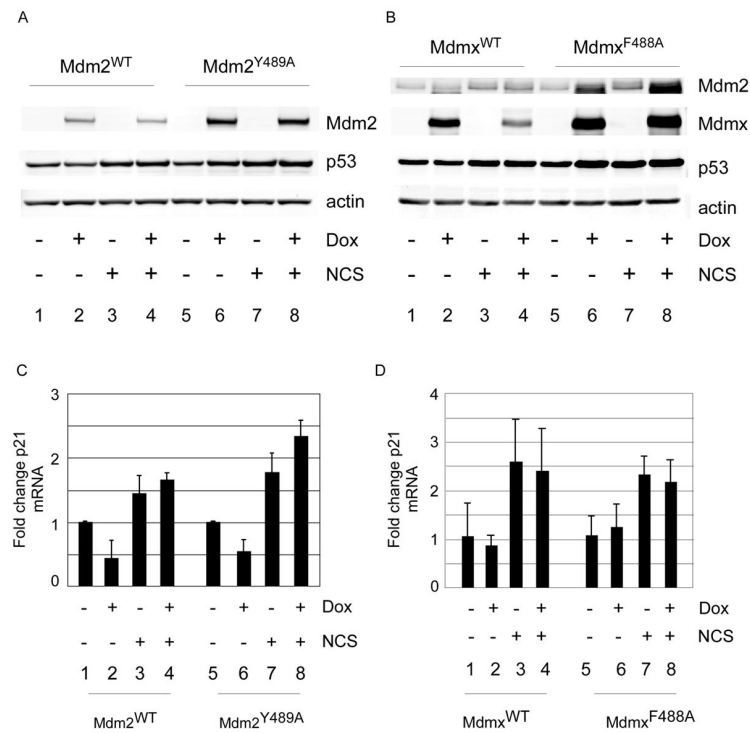 A
Mdm2WT Mdm2Y489A
Mdm2
p53
actin
- + - + - + - + Dox
- - + + - - + + NCS
1 2 3 4 5 6 7 8
B
MdmxWT MdmxF488A
Mdm2
Mdmx
p53
actin
- + - + - + - + Dox
- - + + - - + + NCS
1 2 3 4 5 6 7 8
C
Fold change p21
mRNA
3
2
1
0
- + - + - + - + Dox
- - + + - - + + NCS
1 2 3 4 5 6 7 8
Mdm2WT Mdm2Y489A
D
Fold change p21
mRNA
4
3
2
1
0
- + - + - + - + Dox
- - + + - - + + NCS
1 2 3 4 5 6 7 8
MdmxWT MdmxF488A